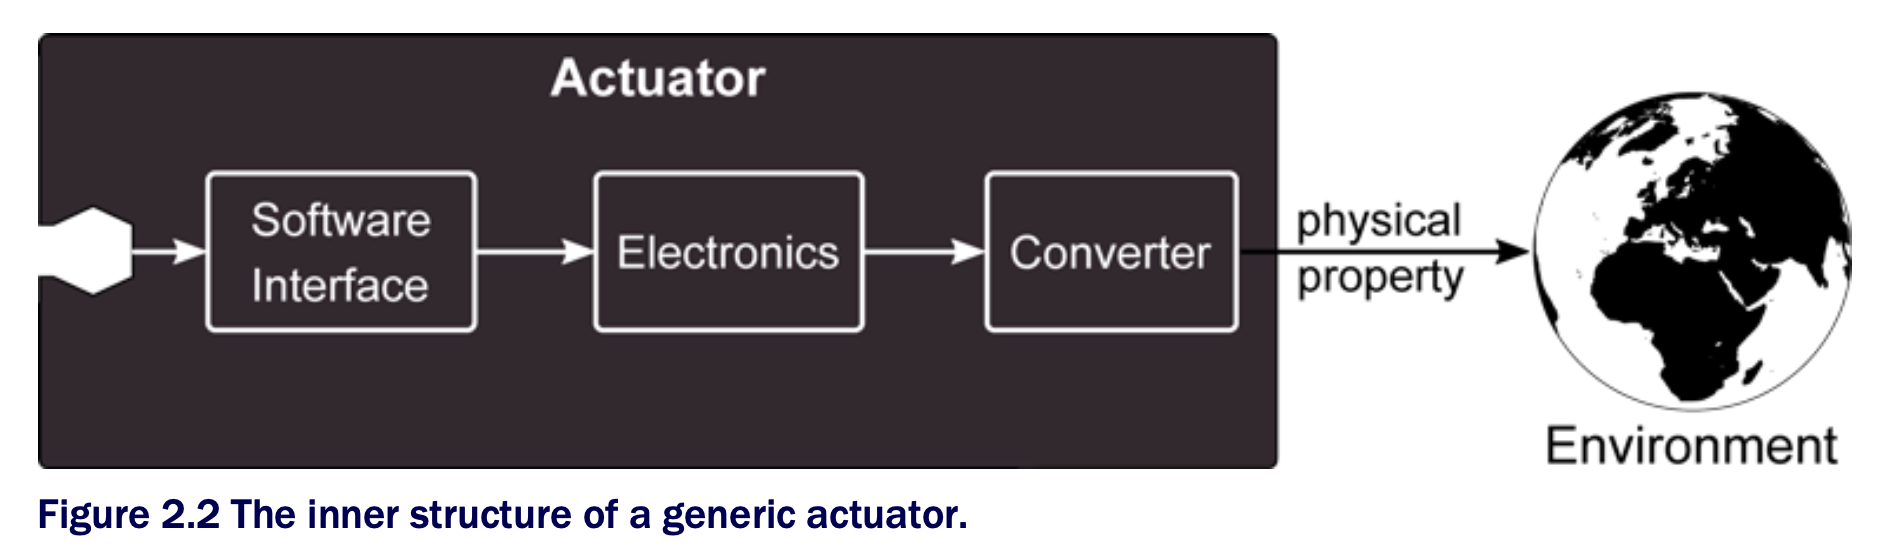 Actuator
Software
Interface
Electronics
Converter
physical
property
Environment
Figure 2.2 The inner structure of a generic actuator.